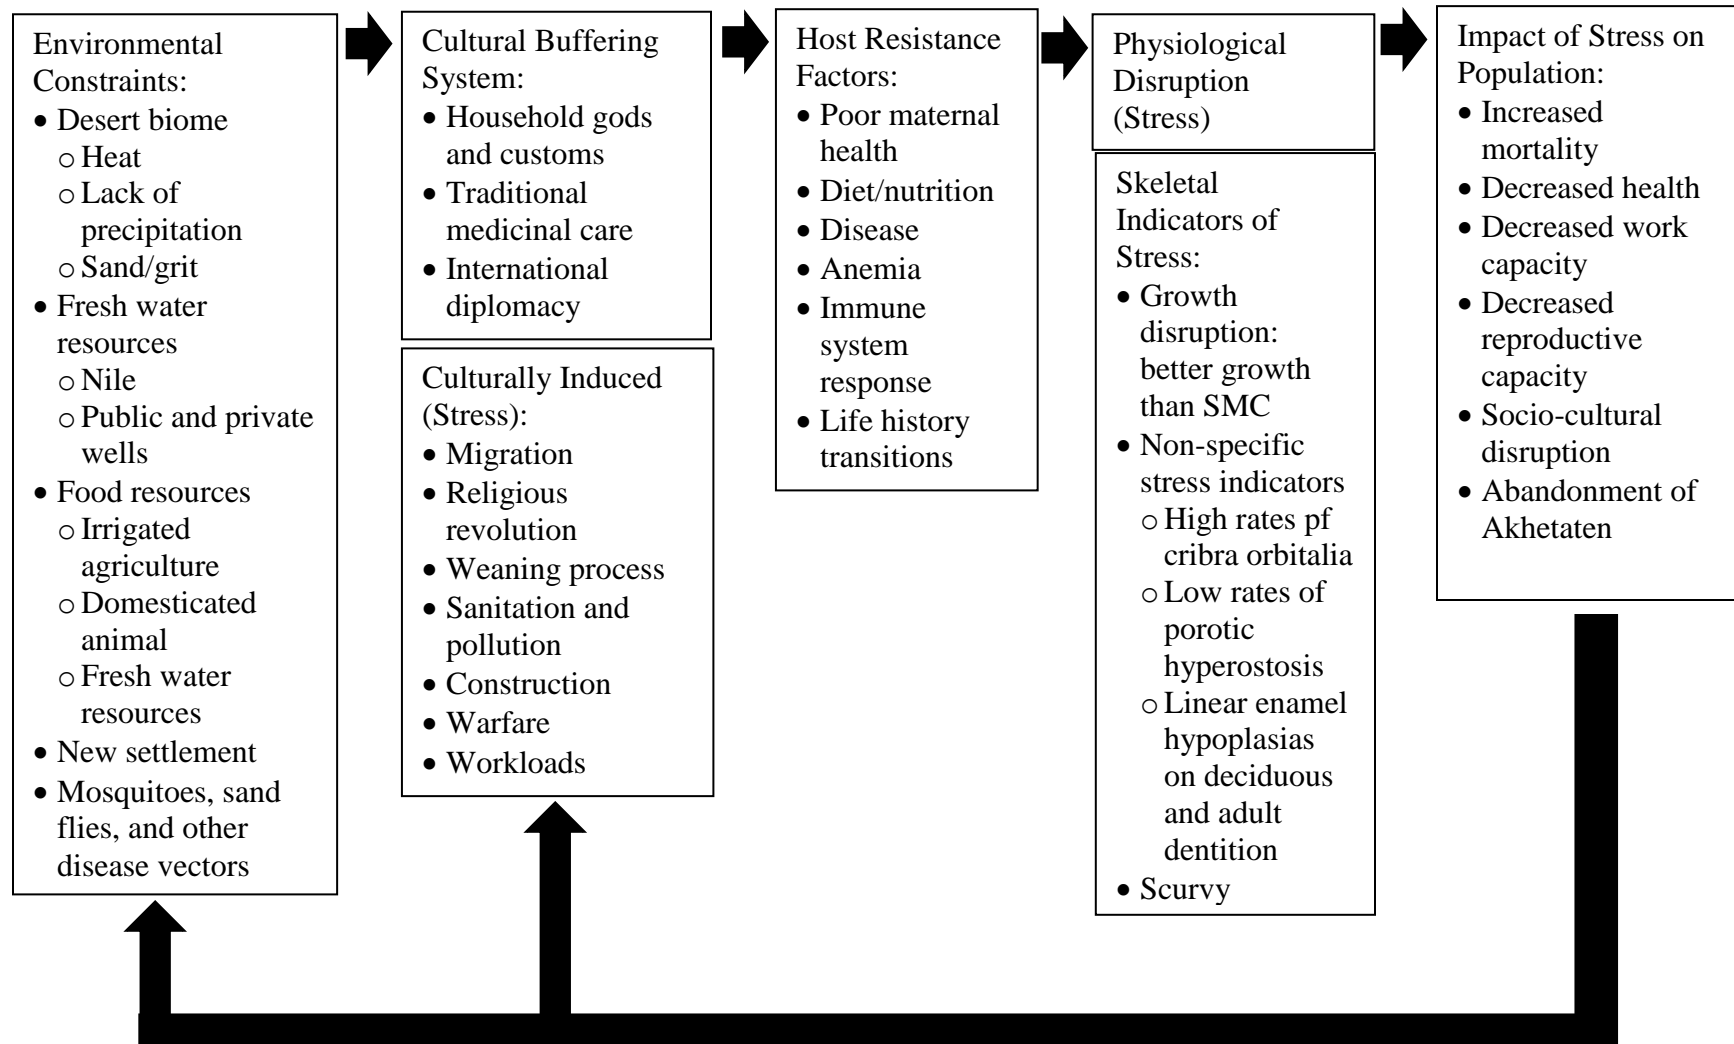 Environmental
Constraints:
• Desert biome
o Heat
o Lack of
precipitation
o Sand/grit
• Fresh water
resources
o Nile
o Public and private
wells
• Food resources
o Irrigated
agriculture
o Domesticated
animal
o Fresh water
resources
• New settlement
• Mosquitoes, sand
flies, and other
disease vectors
Cultural Buffering
System:
• Household gods
and customs
• Traditional
medicinal care
• International
diplomacy
Culturally Induced
(Stress):
• Migration
• Religious
revolution
• Weaning process
• Sanitation and
pollution
• Construction
• Warfare
• Workloads
Host Resistance
Factors:
• Poor maternal
health
• Diet/nutrition
• Disease
• Anemia
• Immune
system
response
• Life history
transitions
Physiological
Disruption
(Stress)
Skeletal
Indicators of
Stress:
• Growth
disruption:
better growth
than SMC
• Non-specific
stress indicators
o High rates pf
cribra orbitalia
o Low rates of
porotic
hyperostosis
o Linear enamel
hypoplasias
on deciduous
and adult
dentition
• Scurvy
Impact of Stress on
Population:
• Increased
mortality
• Decreased health
• Decreased work
capacity
• Decreased
reproductive
capacity
• Socio-cultural
disruption
• Abandonment of
Akhetaten